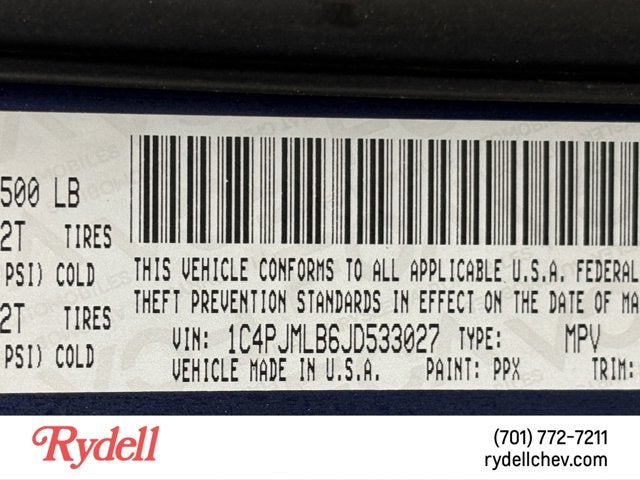 500 LB
2T TIRES
PSI) COLD
2T TIRES
PSI) COLD
THIS VEHICLE CONFORMS TO ALL APPLICABLE U.S.A. FEDERAL
THEFT PREVENTION STANDARDS IN EFFECT ON THE DATE OF MA
VIN: 1C4PJMLB6JD533027 TYPE: MPV
VEHICLE MADE IN U.S.A. PAINT: PPX TRIM:
Rydell
(701) 772-7211
rydellchev.com